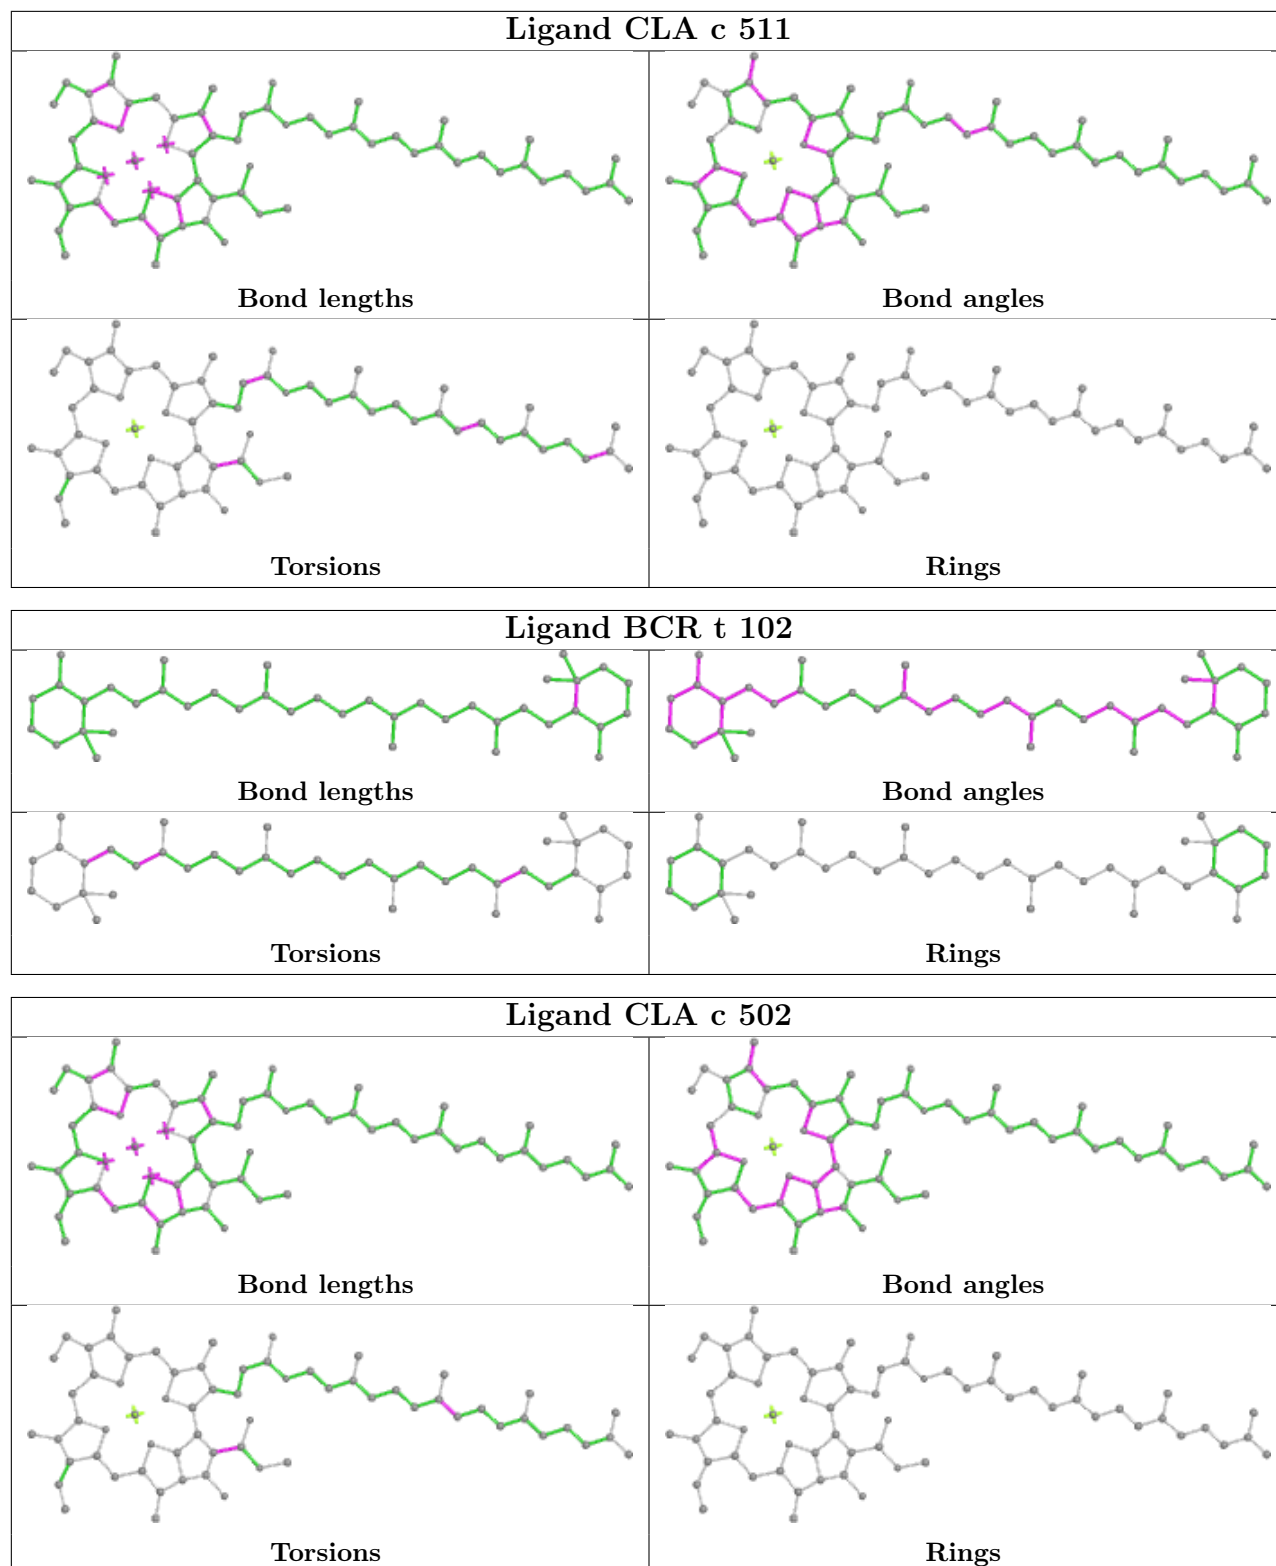 Ligand CLA c 511
Bond lengths
Bond angles
Torsions
Rings
Ligand BCR t 102
Bond lengths
Bond angles
Torsions
Rings
Ligand CLA c 502
Bond lengths
Bond angles
Torsions
Rings